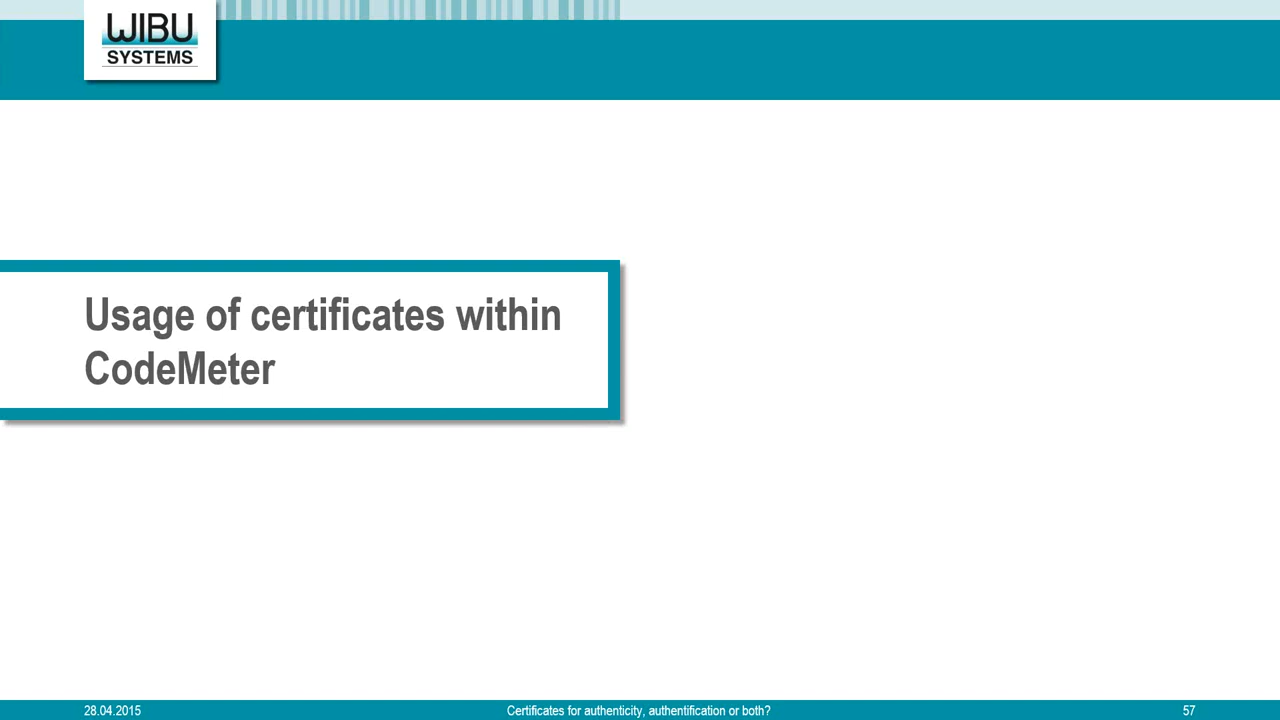 WIBU
SYSTEMS
Usage of certificates within
CodeMeter
28.04.2015
Certificates for authenticity, authentification or both?
57